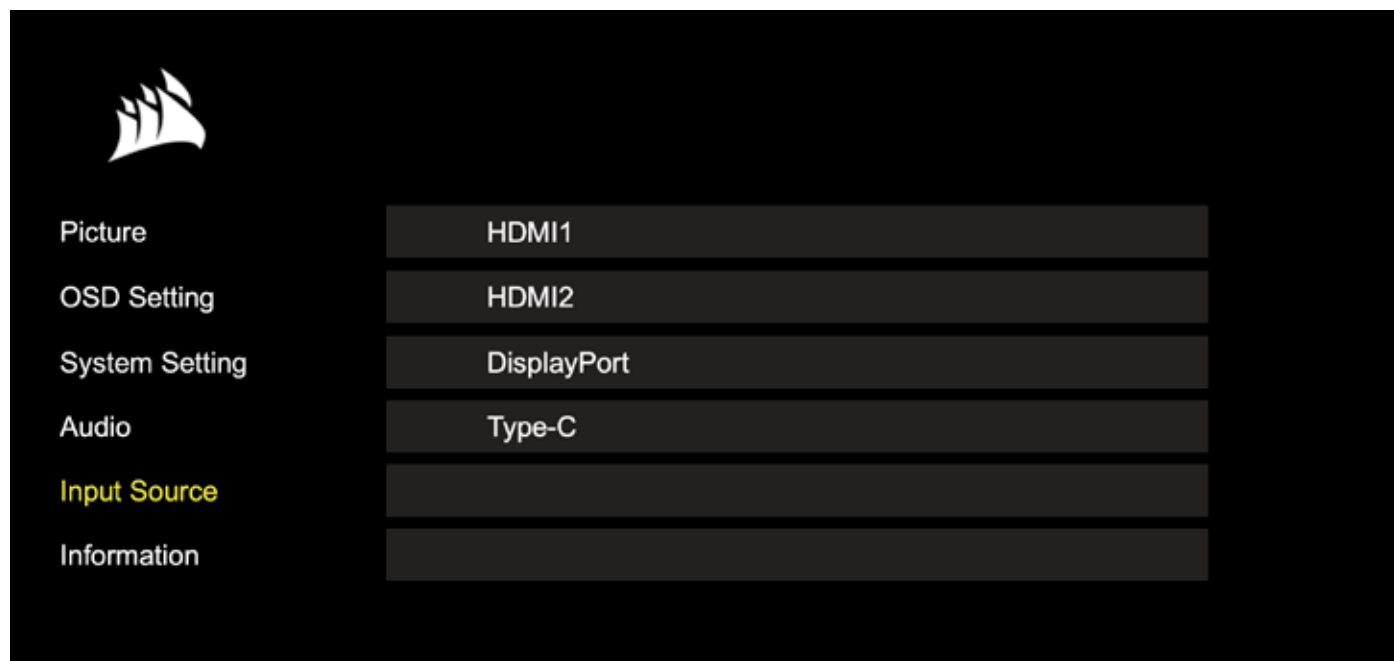 Picture HDMI1
OSD Setting HDMI2
System Setting DisplayPort
Audio Type-C
Input Source
Information